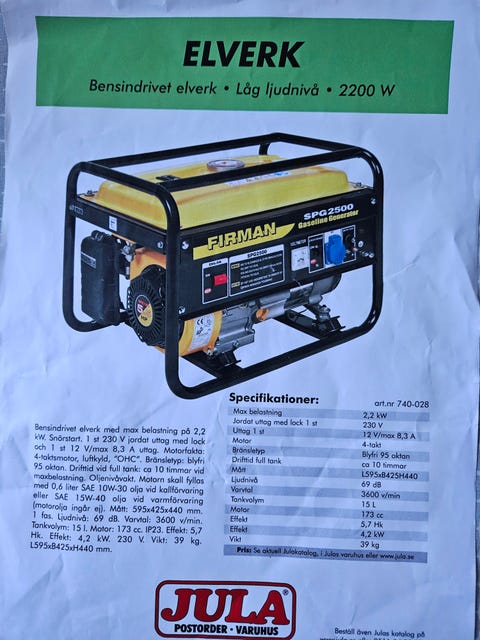 ELVERK
Bensindrivet elverk • Låg ljudnivå • 2200 W
SPG2500
Gasoline Generator
FIRMAN
SPG2500
VOLTMETER
Specifikationer:
art.nr 740-028
Max belastning 2,2 kW
Jordat uttag med lock 1 st 230 V
Uttag 1 st 12 V/max 8,3 A
Motor 4-takt
Bränsletyp Blyfri 95 oktan
Drifttid full tank: ca 10 timmar
Mått L595xB425H440
Ljudnivå 69 dB
Varvtal 3600 v/min
Tankvolym 15 L
Motor 173 cc
Effekt 5,7 Hk
Effekt 4,2 kW
Vikt 39 kg
Pris: Se aktuell Julakatalog, i Julas varuhus eller www.jula.se
Bensindrivet elverk med max belastning på 2,2
kW. Snörstart. 1 st 230 V jordat uttag med lock
och 1 st 12 V/max 8,3 A uttag. Motorfakta:
4-taktsmotor, luftkyld, "OHC". Bränsletyp: blyfri
95 oktan. Drifttid vid full tank: ca 10 timmar vid
maxbelastning. Oljenivåvakt. Motorn skall fyllas
med 0,6 liter SAE 10W-30 olja vid kallförvaring
eller SAE 15W-40 olja vid varmförvaring
(motorolja ingår ej). Mått: 595x425x440 mm.
1 fas. Ljudnivå: 69 dB. Varvtal: 3600 v/min.
Tankvolym: 15 l. Motor: 173 cc. IP23. Effekt: 5,7
Hk. Effekt: 4,2 kW. 230 V. Vikt: 39 kg.
L595xB425xH440 mm.
JULA®
POSTORDER • VARUHUS
Beställ även Julas katalog på